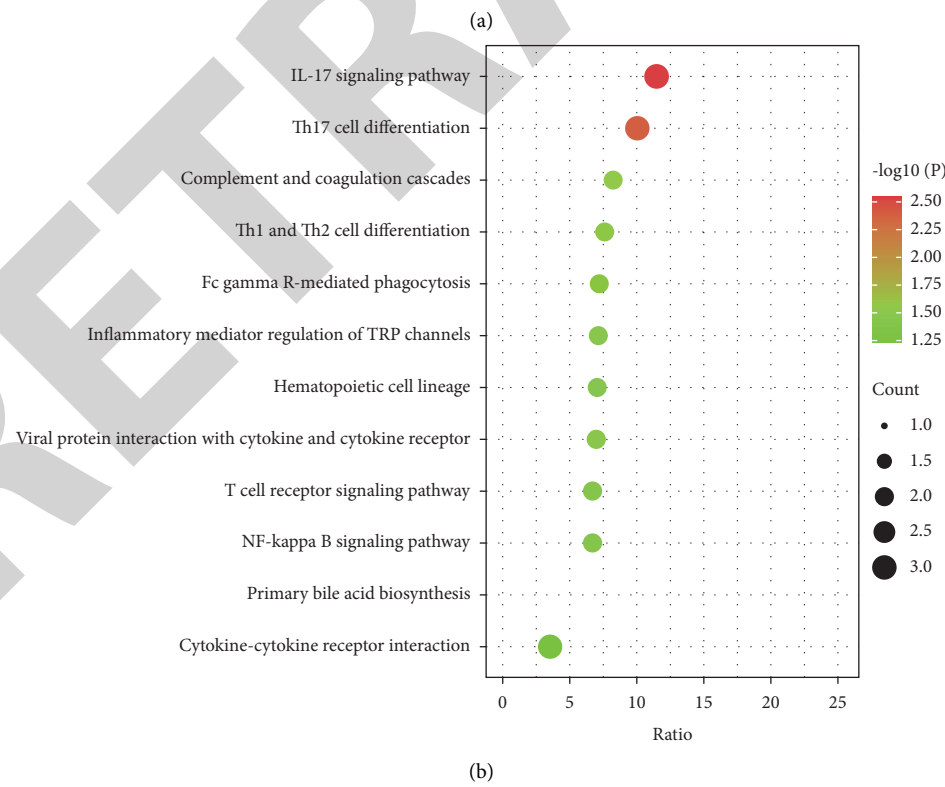 (a)
IL-17 signaling pathway
Th17 cell differentiation
Complement and coagulation cascades
Th1 and Th2 cell differentiation
Fc gamma R-mediated phagocytosis
Inflammatory mediator regulation of TRP channels
Hematopoietic cell lineage
Viral protein interaction with cytokine and cytokine receptor
T cell receptor signaling pathway
NF-kappa B signaling pathway
Primary bile acid biosynthesis
Cytokine-cytokine receptor interaction
0 5 10 15 20 25
Ratio
-log10 (P)
2.50
2.25
2.00
1.75
1.50
1.25
Count
1.0
1.5
2.0
2.5
3.0
(b)
RETRA